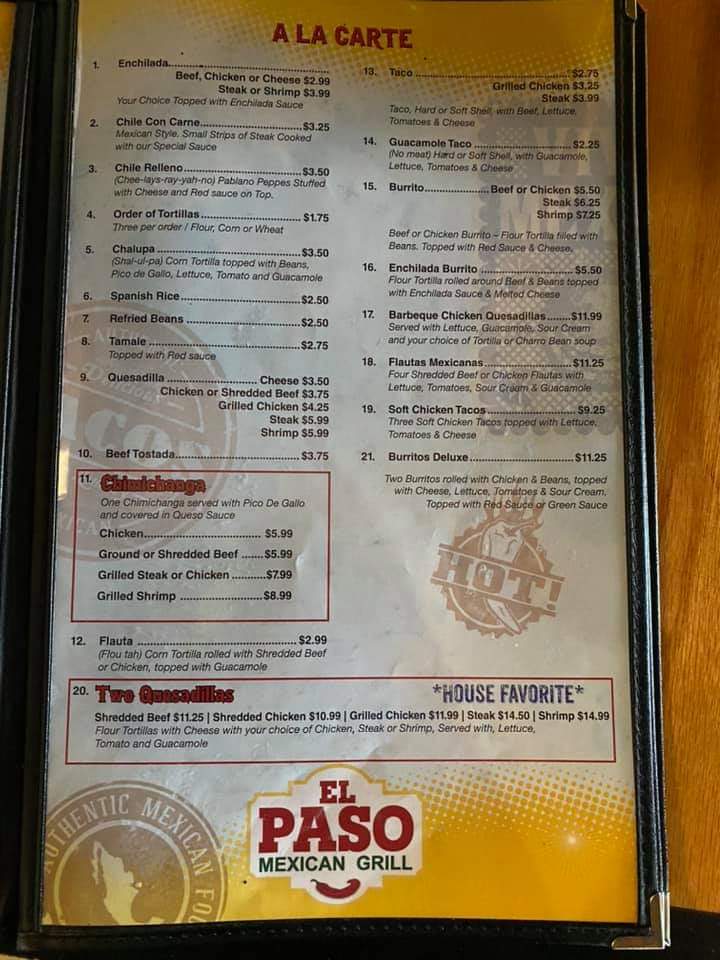 A LA CARTE
1. Enchilada..................................................
Beef, Chicken or Cheese $2.99
Steak or Shrimp $3.99
Your Choice Topped with Enchilada Sauce
2. Chile Con Carne..............................$3.25
Mexican Style. Small Strips of Steak Cooked
with our Special Sauce
3. Chile Relleno....................................$3.50
(Chee-lays-ray-yah-no) Pablano Peppes Stuffed
with Cheese and Red sauce on Top.
4. Order of Tortillas.............................. $1.75
Three per order / Flour, Corn or Wheat
5. Chalupa ...........................................$3.50
(Shal-ul-pa) Corn Tortilla topped with Beans,
Pico de Gallo, Lettuce, Tomato and Guacamole
6. Spanish Rice....................................$2.50
7. Refried Beans ..................................$2.50
8. Tamale .............................................$2.75
Topped with Red sauce
9. Quesadilla .......................... Cheese $3.50
Chicken or Shredded Beef $3.75
Grilled Chicken $4.25
Steak $5.99
Shrimp $5.99
10. Beef Tostada.....................................$3.75
11. Chimichanga
One Chimichanga served with Pico De Gallo
and covered in Queso Sauce
Chicken................................. $5.99
Ground or Shredded Beef .......$5.99
Grilled Steak or Chicken ..........$7.99
Grilled Shrimp ........................$8.99
12. Flauta ............................................. $2.99
(Flou tah) Corn Tortilla rolled with Shredded Beef
or Chicken, topped with Guacamole
13. Taco .............................................$2.75
Grilled Chicken $3.25
Steak $3.99
Taco, Hard or Soft Shell, with Beef, Lettuce,
Tomatoes & Cheese
14. Guacamole Taco .............................$2.25
(No meat) Hard or Soft Shell, with Guacamole,
Lettuce, Tomatoes & Cheese
15. Burrito.................... Beef or Chicken $5.50
Steak $6.25
Shrimp $7.25
Beef or Chicken Burrito – Flour Tortilla filled with
Beans. Topped with Red Sauce & Cheese.
16. Enchilada Burrito ............................ $5.50
Flour Tortilla rolled around Beef & Beans topped
with Enchilada Sauce & Melted Cheese
17. Barbeque Chicken Quesadillas.......$11.99
Served with Lettuce, Guacamole, Sour Cream
and your choice of Tortilla or Charro Bean soup
18. Flautas Mexicanas...........................$11.25
Four Shredded Beef or Chicken Flautas with
Lettuce, Tomatoes, Sour Cream & Guacamole
19. Soft Chicken Tacos............................ $9.25
Three Soft Chicken Tacos topped with Lettuce,
Tomatoes & Cheese
21. Burritos Deluxe................................$11.25
Two Burritos rolled with Chicken & Beans, topped
with Cheese, Lettuce, Tomatoes & Sour Cream.
Topped with Red Sauce or Green Sauce
HOT!
20. Two Quesadillas *HOUSE FAVORITE*
Shredded Beef $11.25 | Shredded Chicken $10.99 | Grilled Chicken $11.99 | Steak $14.50 | Shrimp $14.99
Flour Tortillas with Cheese with your choice of Chicken, Steak or Shrimp, Served with, Lettuce,
Tomato and Guacamole
EL
PASO
MEXICAN GRILL
AUTHENTIC MEXICAN FOO